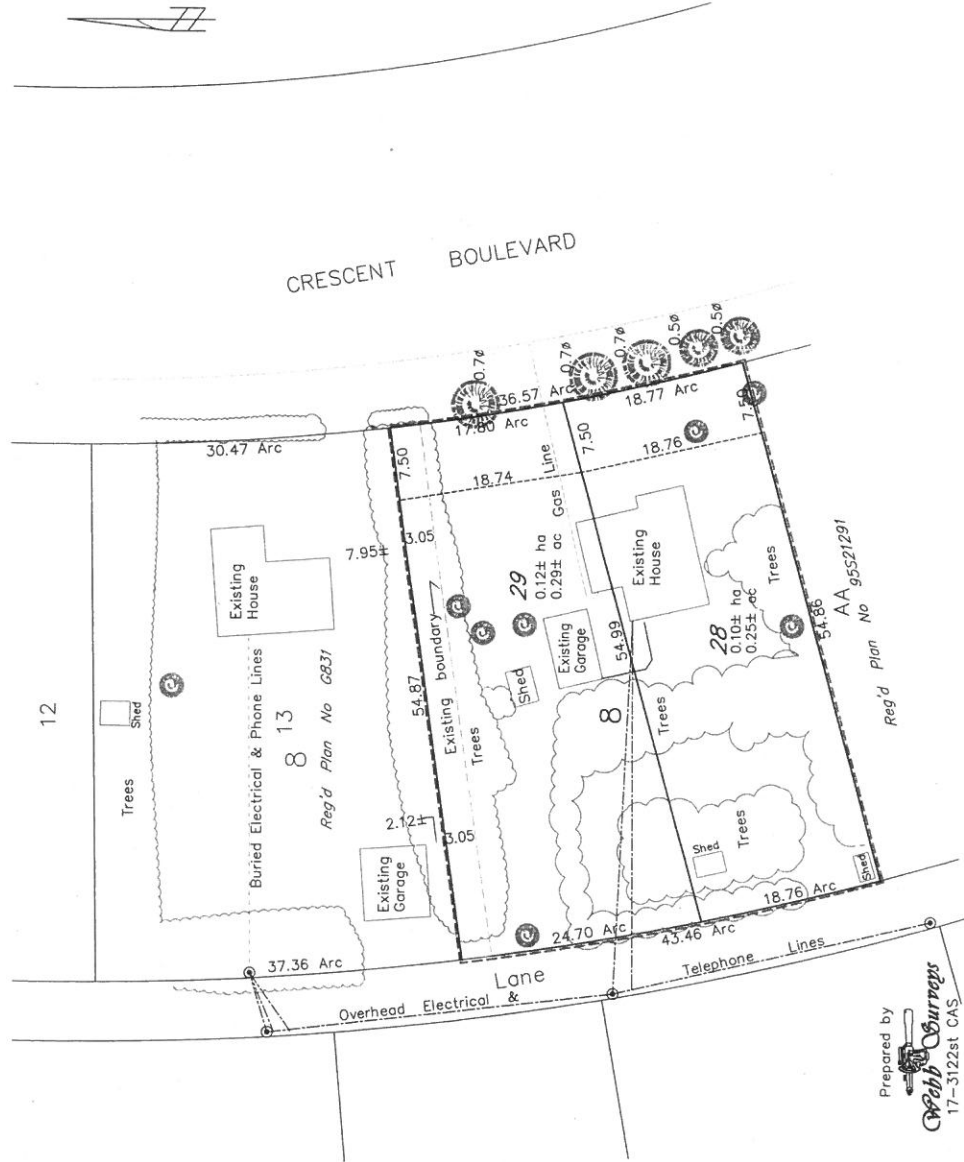 CRESCENT BOULEVARD
12
Shed
Trees
30.47 Arc
Existing
House
Buried Electrical & Phone Lines
8 13
Reg'd Plan No G831
7.95±
2.12±
Existing
Garage
37.36 Arc
0.7ø
0.7ø
0.7ø
0.5ø
0.5ø
36.57 Arc
17.80 Arc
18.77 Arc
7.50
7.50
7.50
18.74
18.76
3.05
3.05
Gas Line
Existing boundary
54.87
Trees
29
0.12± ha
0.29± ac
Shed
Existing
Garage
Existing
House
54.99
8
28
0.10± ha
0.25± ac
Trees
Trees
Trees
Shed
Shed
54.86
AA
Reg'd Plan No 95S21291
24.70 Arc
18.76 Arc
43.46 Arc
Lane
Overhead Electrical & Telephone Lines
Prepared by
Webb Surveys
17-3122st CAS